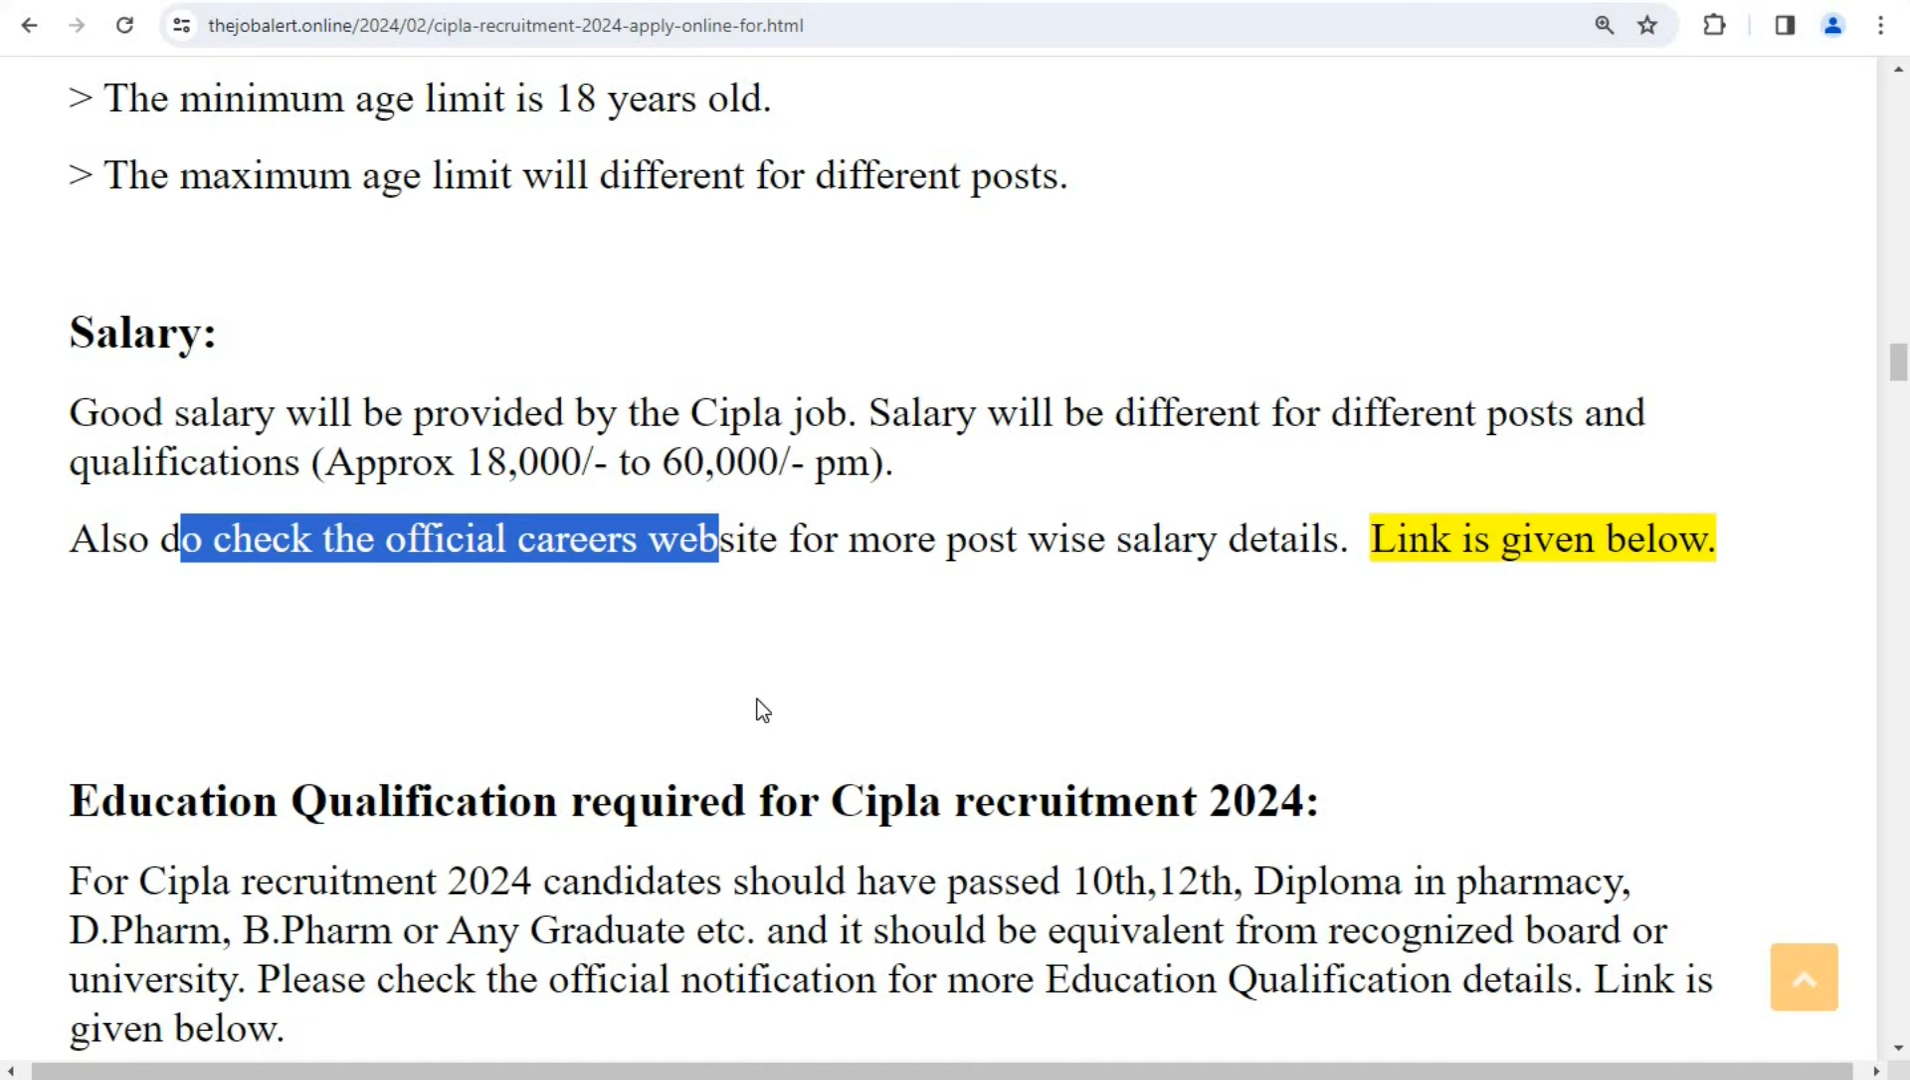 thejobalert.online/2024/02/cipla-recruitment-2024-apply-online-for.html
> The minimum age limit is 18 years old.
> The maximum age limit will different for different posts.
Salary:
Good salary will be provided by the Cipla job. Salary will be different for different posts and
qualifications (Approx 18,000/- to 60,000/- pm).
Also do check the official careers website for more post wise salary details. Link is given below.
Education Qualification required for Cipla recruitment 2024:
For Cipla recruitment 2024 candidates should have passed 10th,12th, Diploma in pharmacy,
D.Pharm, B.Pharm or Any Graduate etc. and it should be equivalent from recognized board or
university. Please check the official notification for more Education Qualification details. Link is
given below.